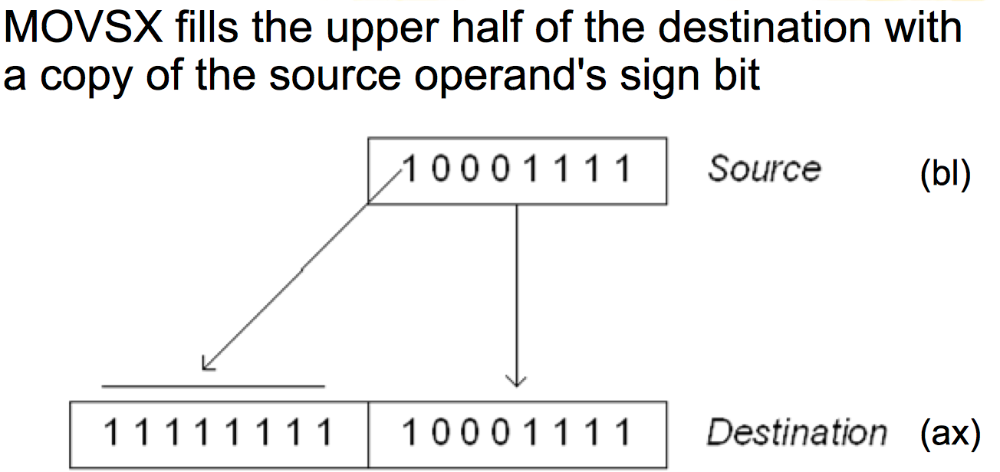 MOVSX fills the upper half of the destination with
a copy of the source operand's sign bit
1 0 0 0 1 1 1 1 Source (bl)
1 1 1 1 1 1 1 1 1 0 0 0 1 1 1 1 Destination (ax)